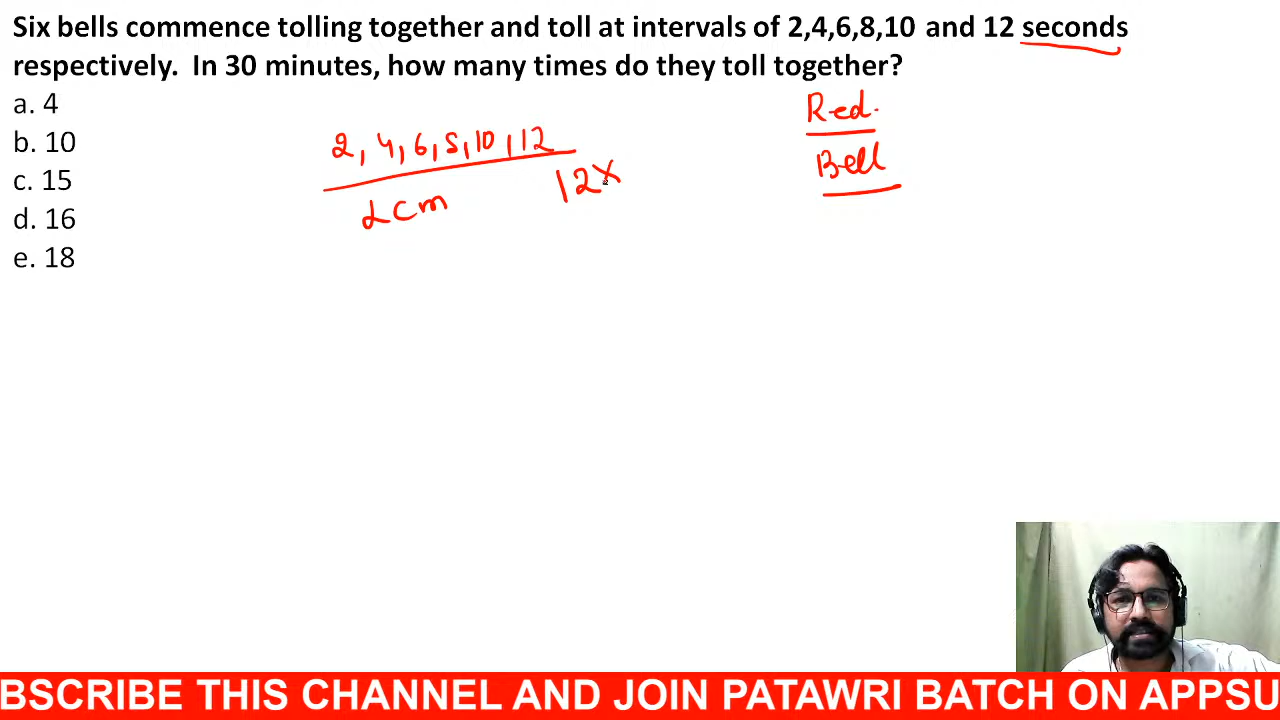 Six bells commence tolling together and toll at intervals of 2,4,6,8,10 and 12 seconds
respectively. In 30 minutes, how many times do they toll together?
a. 4
b. 10
c. 15
d. 16
e. 18
2, 4, 6, 8, 10, 12
LCm
12x
Red.
Bell
BSCRIBE THIS CHANNEL AND JOIN PATAWRI BATCH ON APPSU